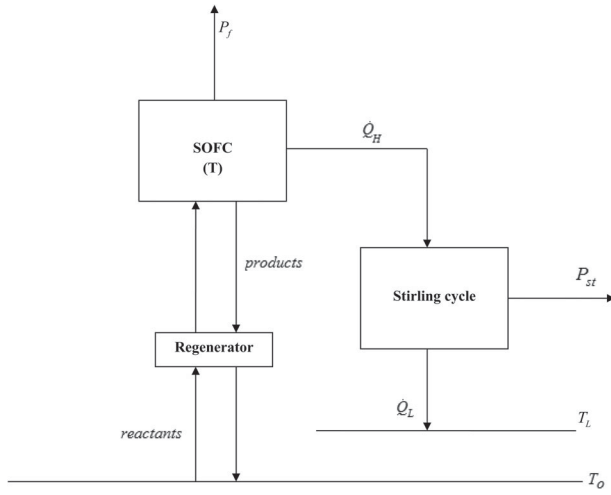 P_f
SOFC
(T)
Q̇_H
products
Stirling cycle
P_st
Regenerator
Q̇_L
T_L
reactants
T_o